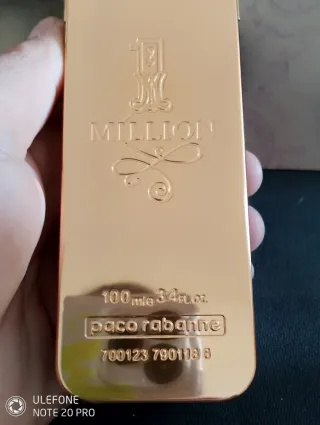 1
MILLION
100 mle 3.4 FL.OZ.
paco rabanne
700123 790118 8
ULEFONE
NOTE 20 PRO